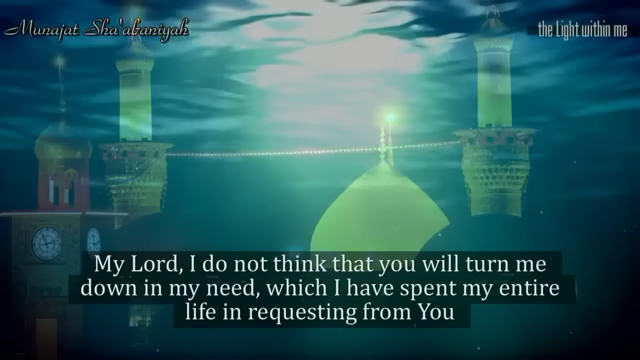 Munajat Sha'abaniyah
the Light within me
My Lord, I do not think that you will turn me
down in my need, which I have spent my entire
life in requesting from You